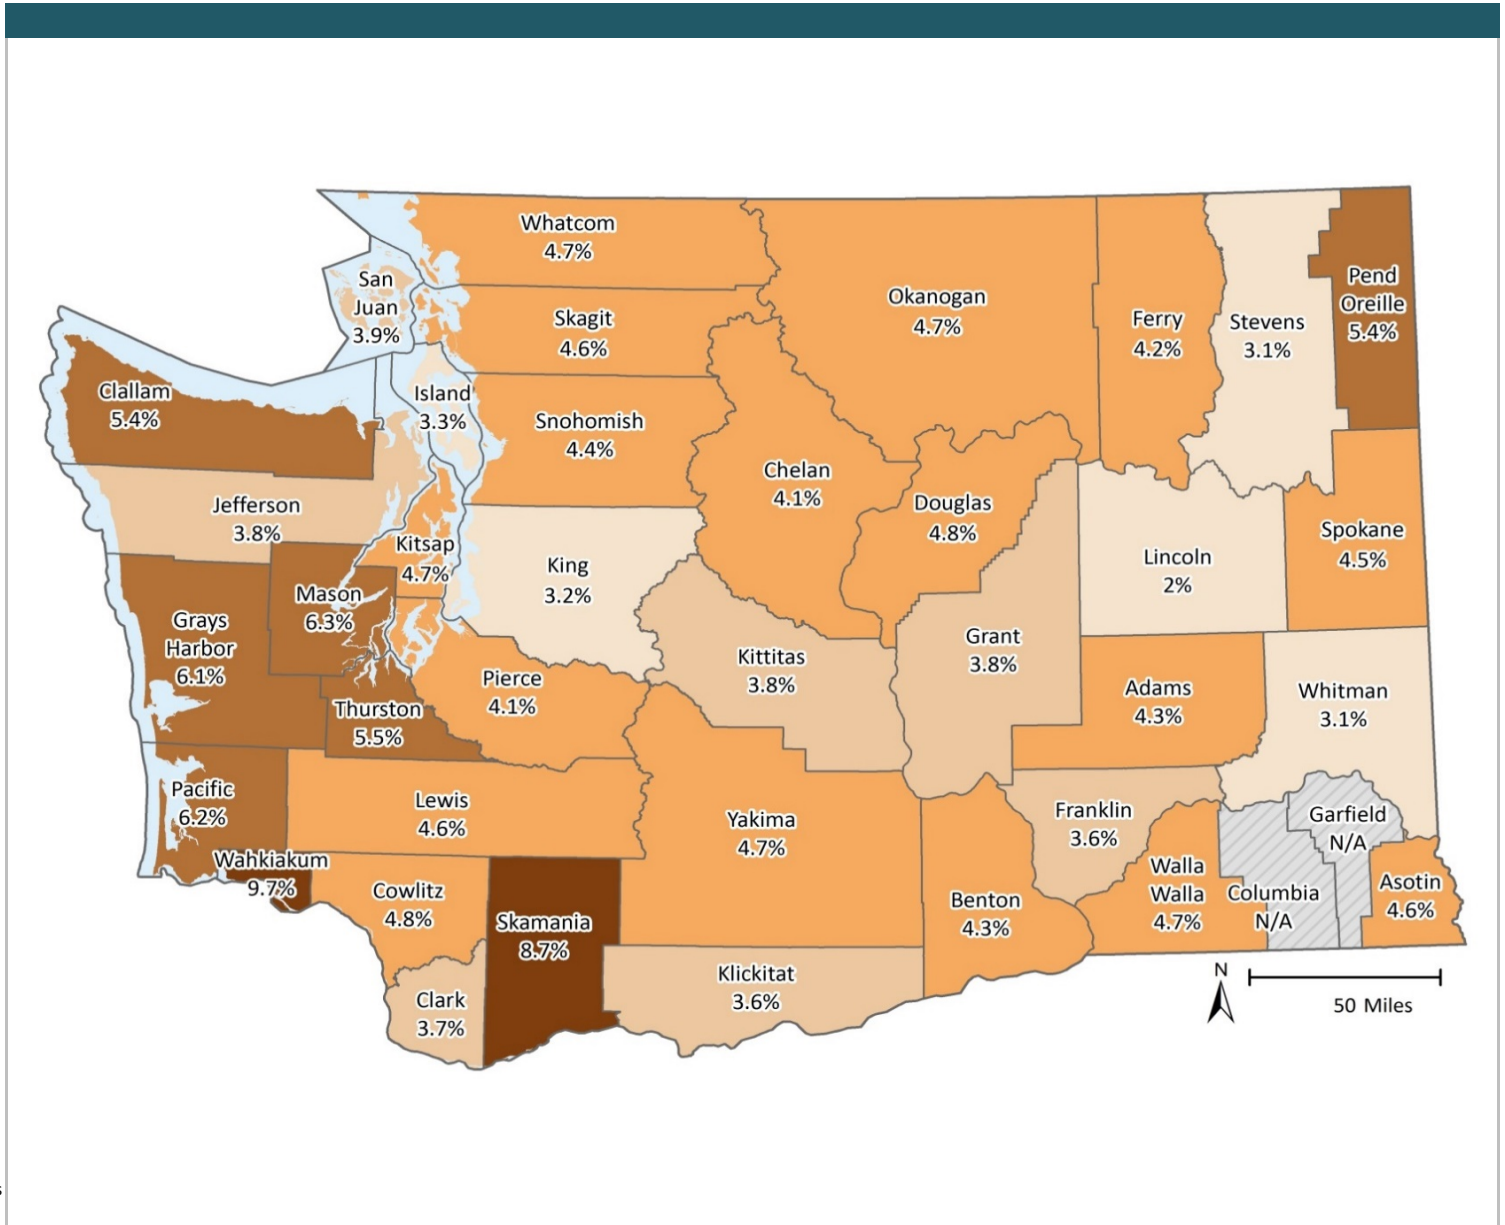 Whatcom
4.7%
San
Juan
3.9%
Skagit
4.6%
Okanogan
4.7%
Ferry
4.2%
Stevens
3.1%
Pend
Oreille
5.4%
Clallam
5.4%
Island
3.3%
Snohomish
4.4%
Chelan
4.1%
Douglas
4.8%
Jefferson
3.8%
Kitsap
4.7%
King
3.2%
Lincoln
2%
Spokane
4.5%
Mason
6.3%
Grays
Harbor
6.1%
Kittitas
3.8%
Grant
3.8%
Pierce
4.1%
Thurston
5.5%
Adams
4.3%
Whitman
3.1%
Pacific
6.2%
Lewis
4.6%
Yakima
4.7%
Franklin
3.6%
Garfield
N/A
Wahkiakum
9.7%
Cowlitz
4.8%
Skamania
8.7%
Benton
4.3%
Walla
Walla
4.7%
Columbia
N/A
Asotin
4.6%
Clark
3.7%
Klickitat
3.6%
N
50 Miles